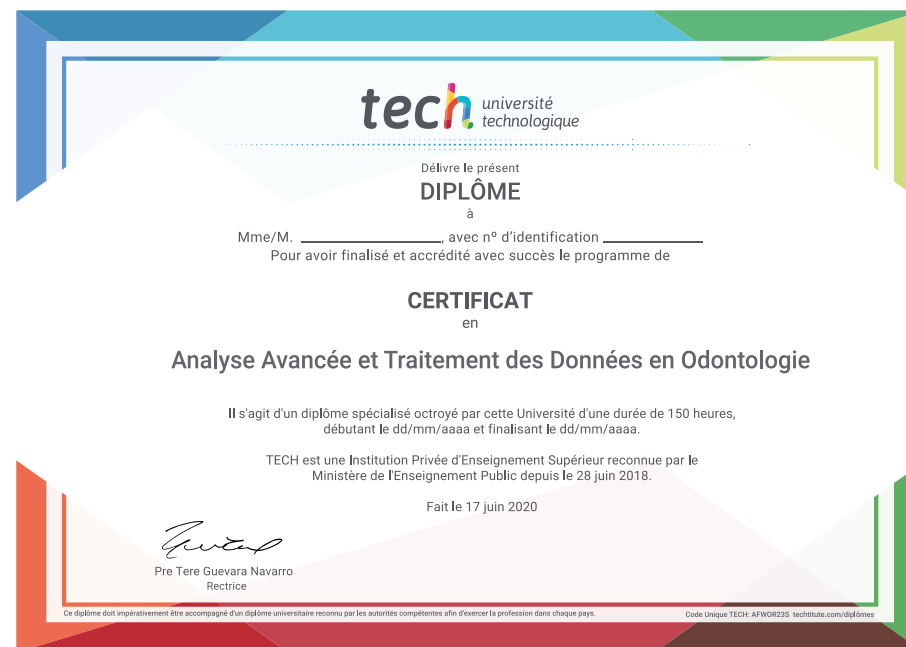 tech université
technologique
Délivre le présent
DIPLÔME
à
Mme/M. ____________________, avec nº d'identification ______________
Pour avoir finalisé et accrédité avec succès le programme de
CERTIFICAT
en
Analyse Avancée et Traitement des Données en Odontologie
Il s'agit d'un diplôme spécialisé octroyé par cette Université d'une durée de 150 heures,
débutant le dd/mm/aaaa et finalisant le dd/mm/aaaa.
TECH est une Institution Privée d'Enseignement Supérieur reconnue par le
Ministère de l'Enseignement Public depuis le 28 juin 2018.
Fait le 17 juin 2020
Pre Tere Guevara Navarro
Rectrice
Ce diplôme doit impérativement être accompagné d'un diplôme universitaire reconnu par les autorités compétentes afin d'exercer la profession dans chaque pays.
Code Unique TECH: AFWOR23S techtitute.com/diplômes